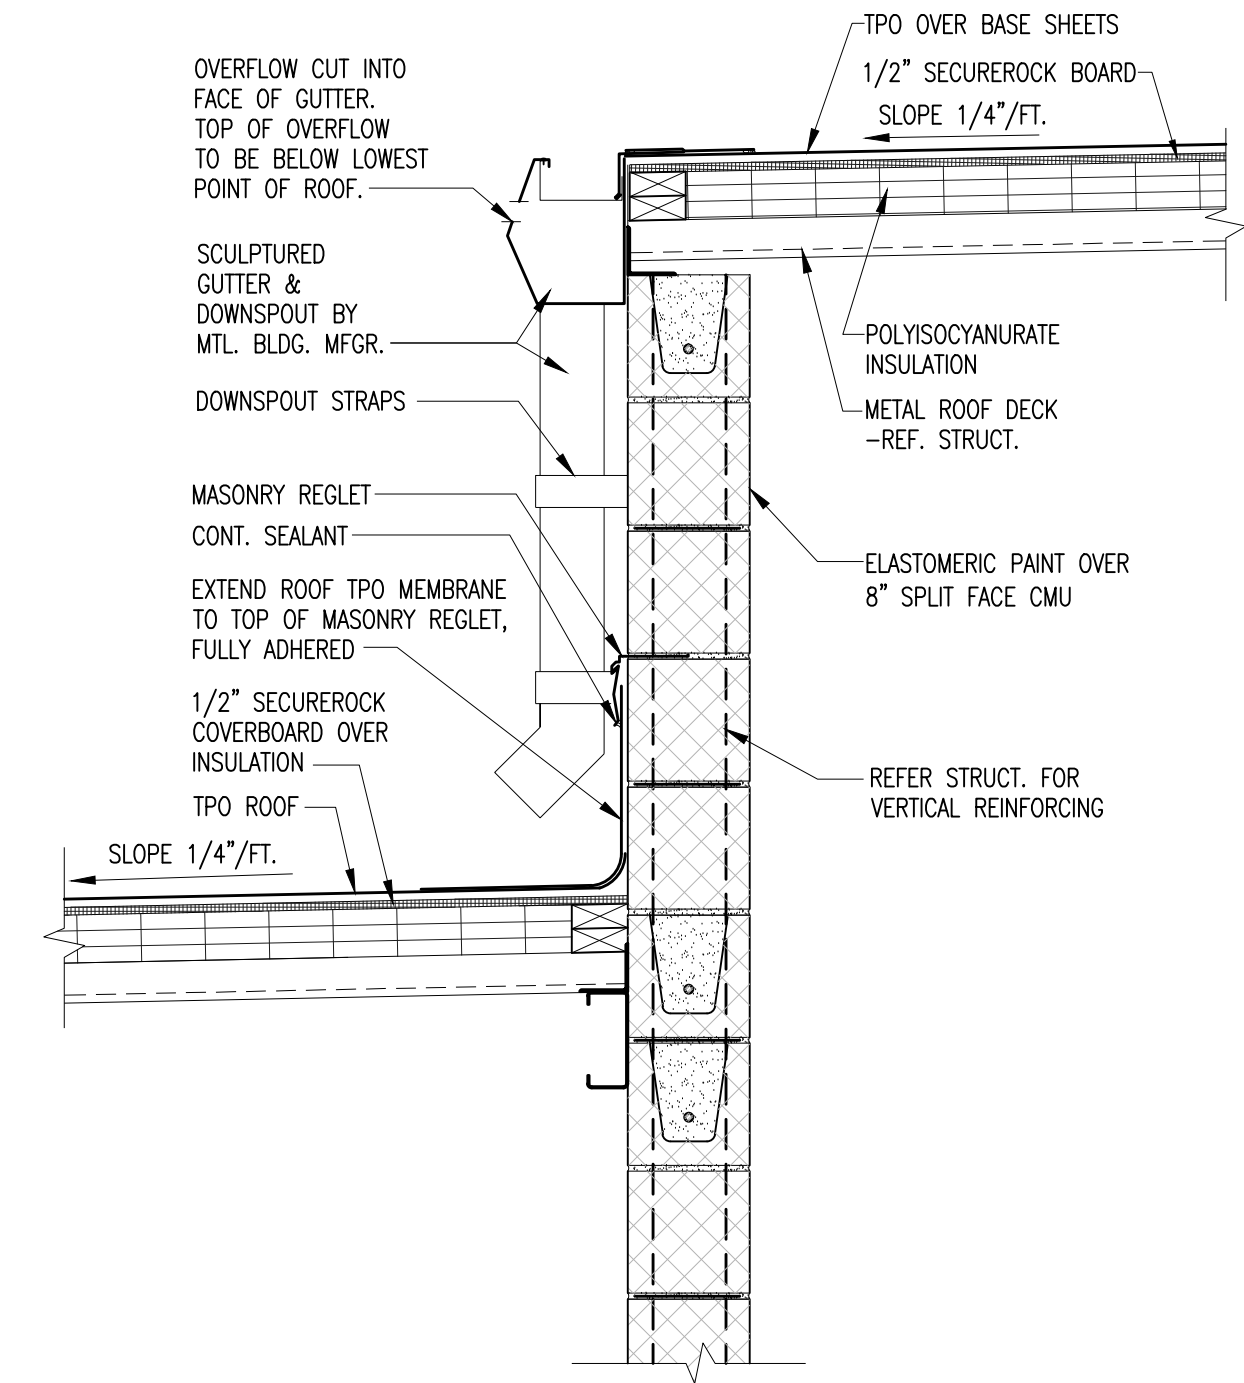 TPO OVER BASE SHEETS
1/2" SECUREROCK BOARD
SLOPE 1/4"/FT.
OVERFLOW CUT INTO
FACE OF GUTTER.
TOP OF OVERFLOW
TO BE BELOW LOWEST
POINT OF ROOF.
SCULPTURED
GUTTER &
DOWNSPOUT BY
MTL. BLDG. MFGR.
DOWNSPOUT STRAPS
MASONRY REGLET
CONT. SEALANT
EXTEND ROOF TPO MEMBRANE
TO TOP OF MASONRY REGLET,
FULLY ADHERED
1/2" SECUREROCK
COVERBOARD OVER
INSULATION
TPO ROOF
SLOPE 1/4"/FT.
POLYISOCYANURATE
INSULATION
METAL ROOF DECK
-REF. STRUCT.
ELASTOMERIC PAINT OVER
8" SPLIT FACE CMU
REFER STRUCT. FOR
VERTICAL REINFORCING